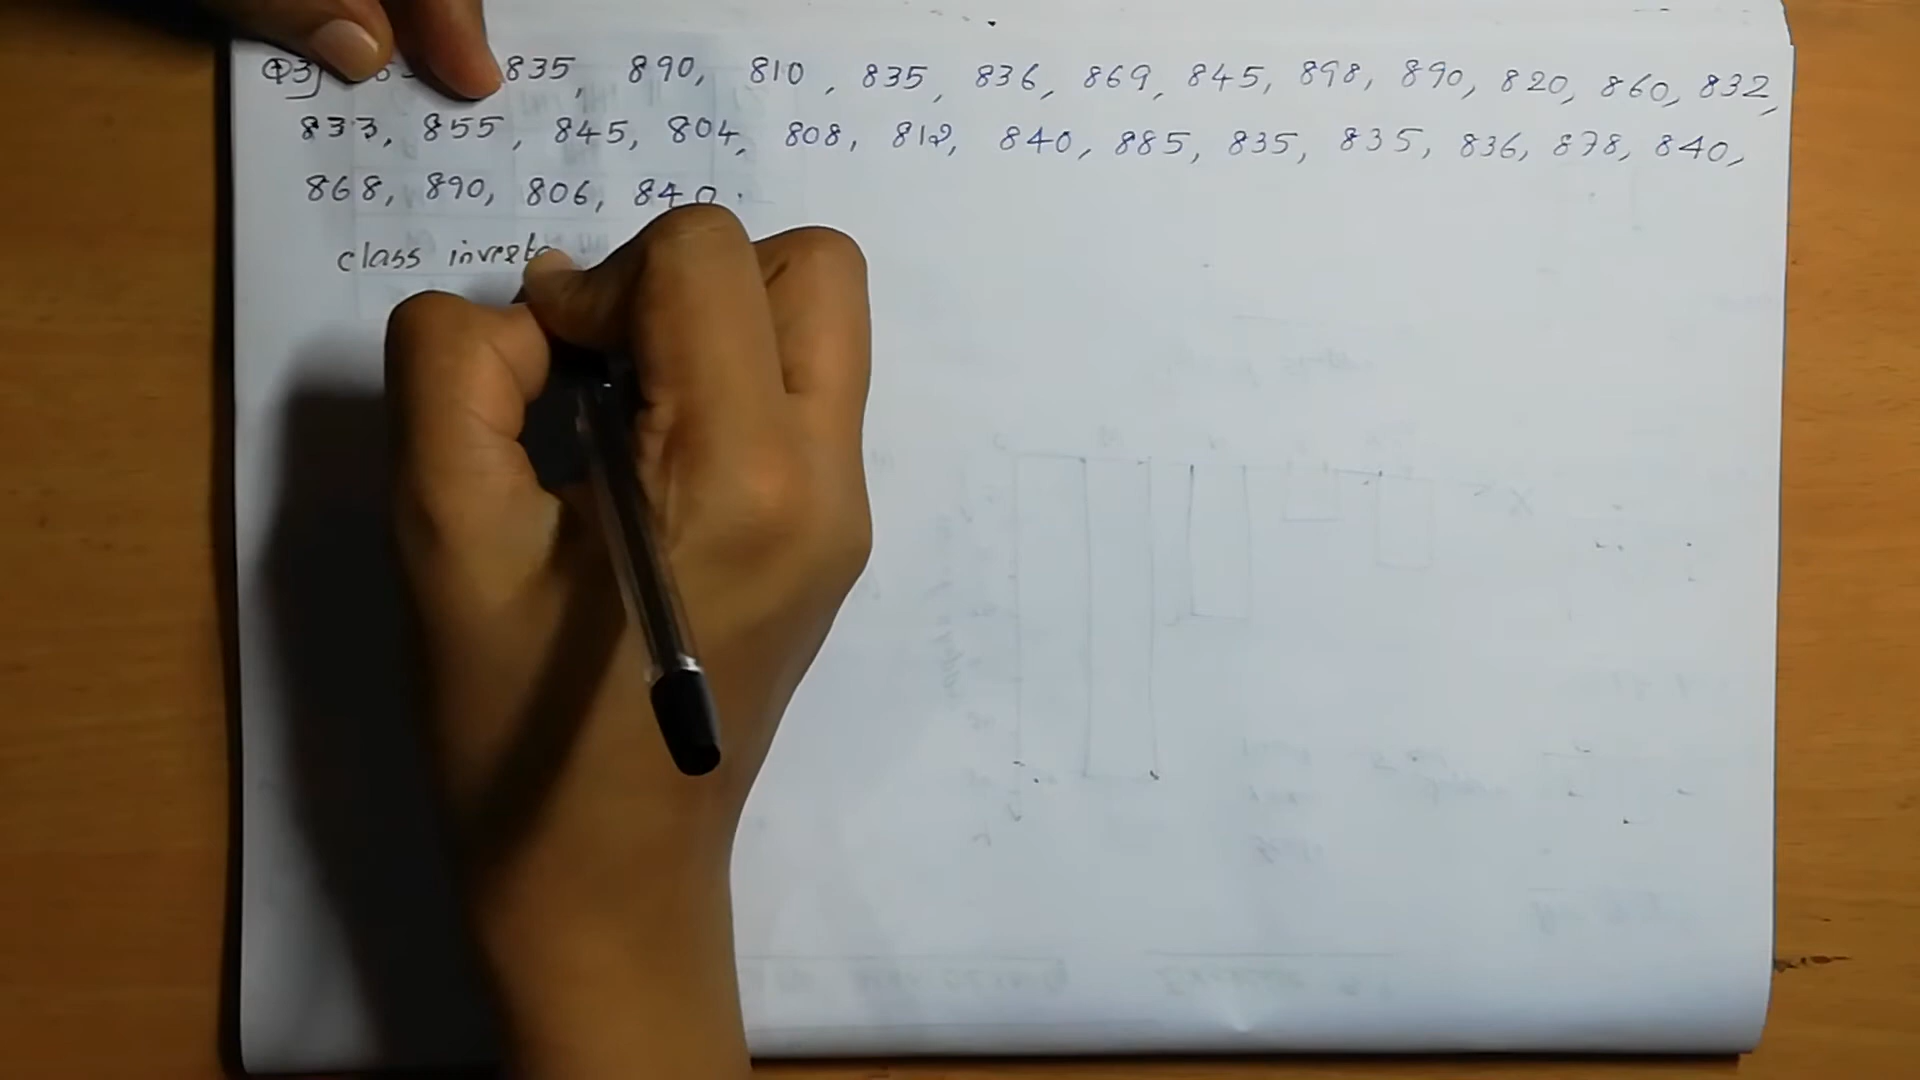 Q3) 835, 890, 810, 835, 836, 869, 845, 898, 890, 820, 860, 832,
833, 855, 845, 804, 808, 812, 840, 885, 835, 835, 836, 878, 840,
868, 890, 806, 840.
class